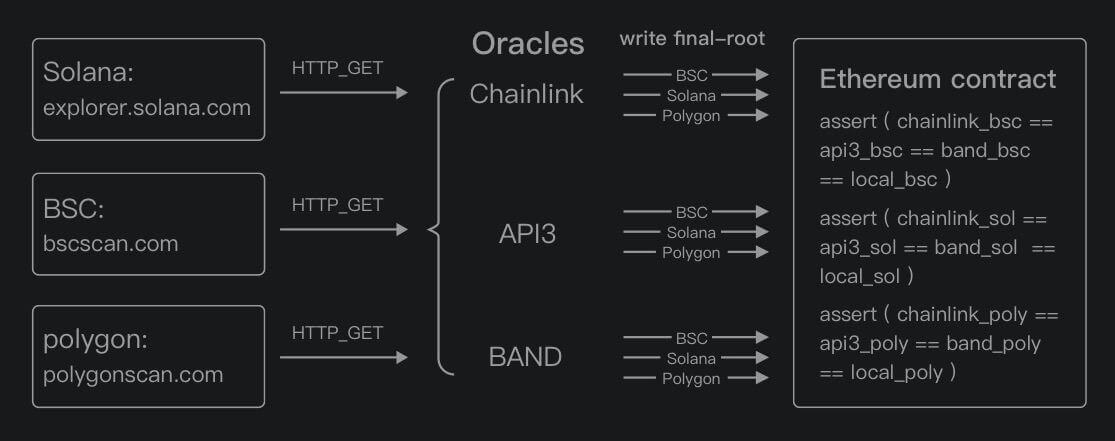 Solana:
explorer.solana.com
HTTP_GET
BSC:
bscscan.com
HTTP_GET
polygon:
polygonscan.com
HTTP_GET
Oracles
Chainlink
API3
BAND
write final-root
BSC
Solana
Polygon
BSC
Solana
Polygon
BSC
Solana
Polygon
Ethereum contract
assert ( chainlink_bsc ==
api3_bsc == band_bsc
== local_bsc )
assert ( chainlink_sol ==
api3_sol == band_sol ==
local_sol )
assert ( chainlink_poly ==
api3_poly == band_poly
== local_poly )